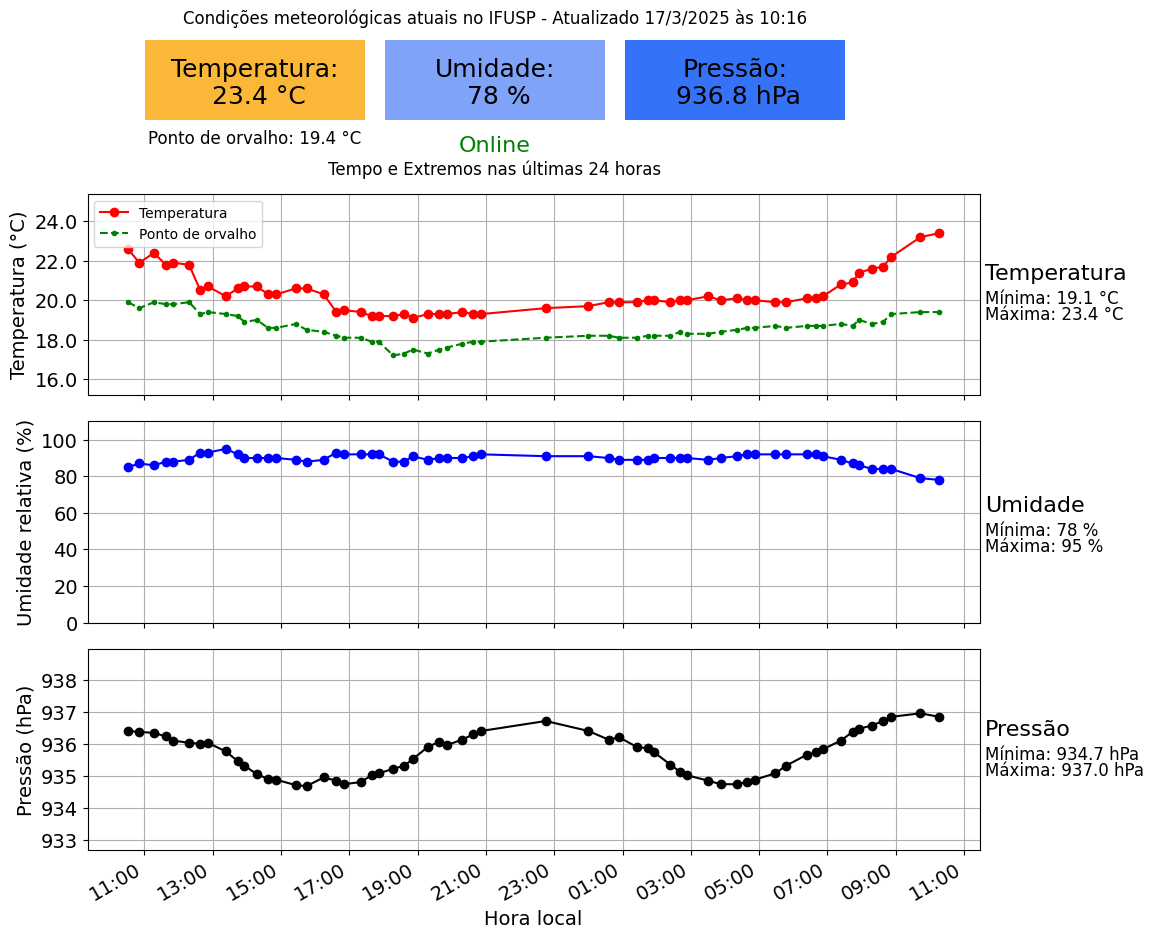 Condições meteorológicas atuais no IFUSP - Atualizado 17/3/2025 às 10:16
Temperatura:
23.4 °C
Umidade:
78 %
Pressão:
936.8 hPa
Ponto de orvalho: 19.4 °C
Online
Tempo e Extremos nas últimas 24 horas
Temperatura (°C)
24.0
22.0
20.0
18.0
16.0
Temperatura
Ponto de orvalho
Temperatura
Mínima: 19.1 °C
Máxima: 23.4 °C
Umidade relativa (%)
100
80
60
40
20
0
Umidade
Mínima: 78 %
Máxima: 95 %
Pressão (hPa)
938
937
936
935
934
933
Pressão
Mínima: 934.7 hPa
Máxima: 937.0 hPa
11:00 13:00 15:00 17:00 19:00 21:00 23:00 01:00 03:00 05:00 07:00 09:00 11:00
Hora local